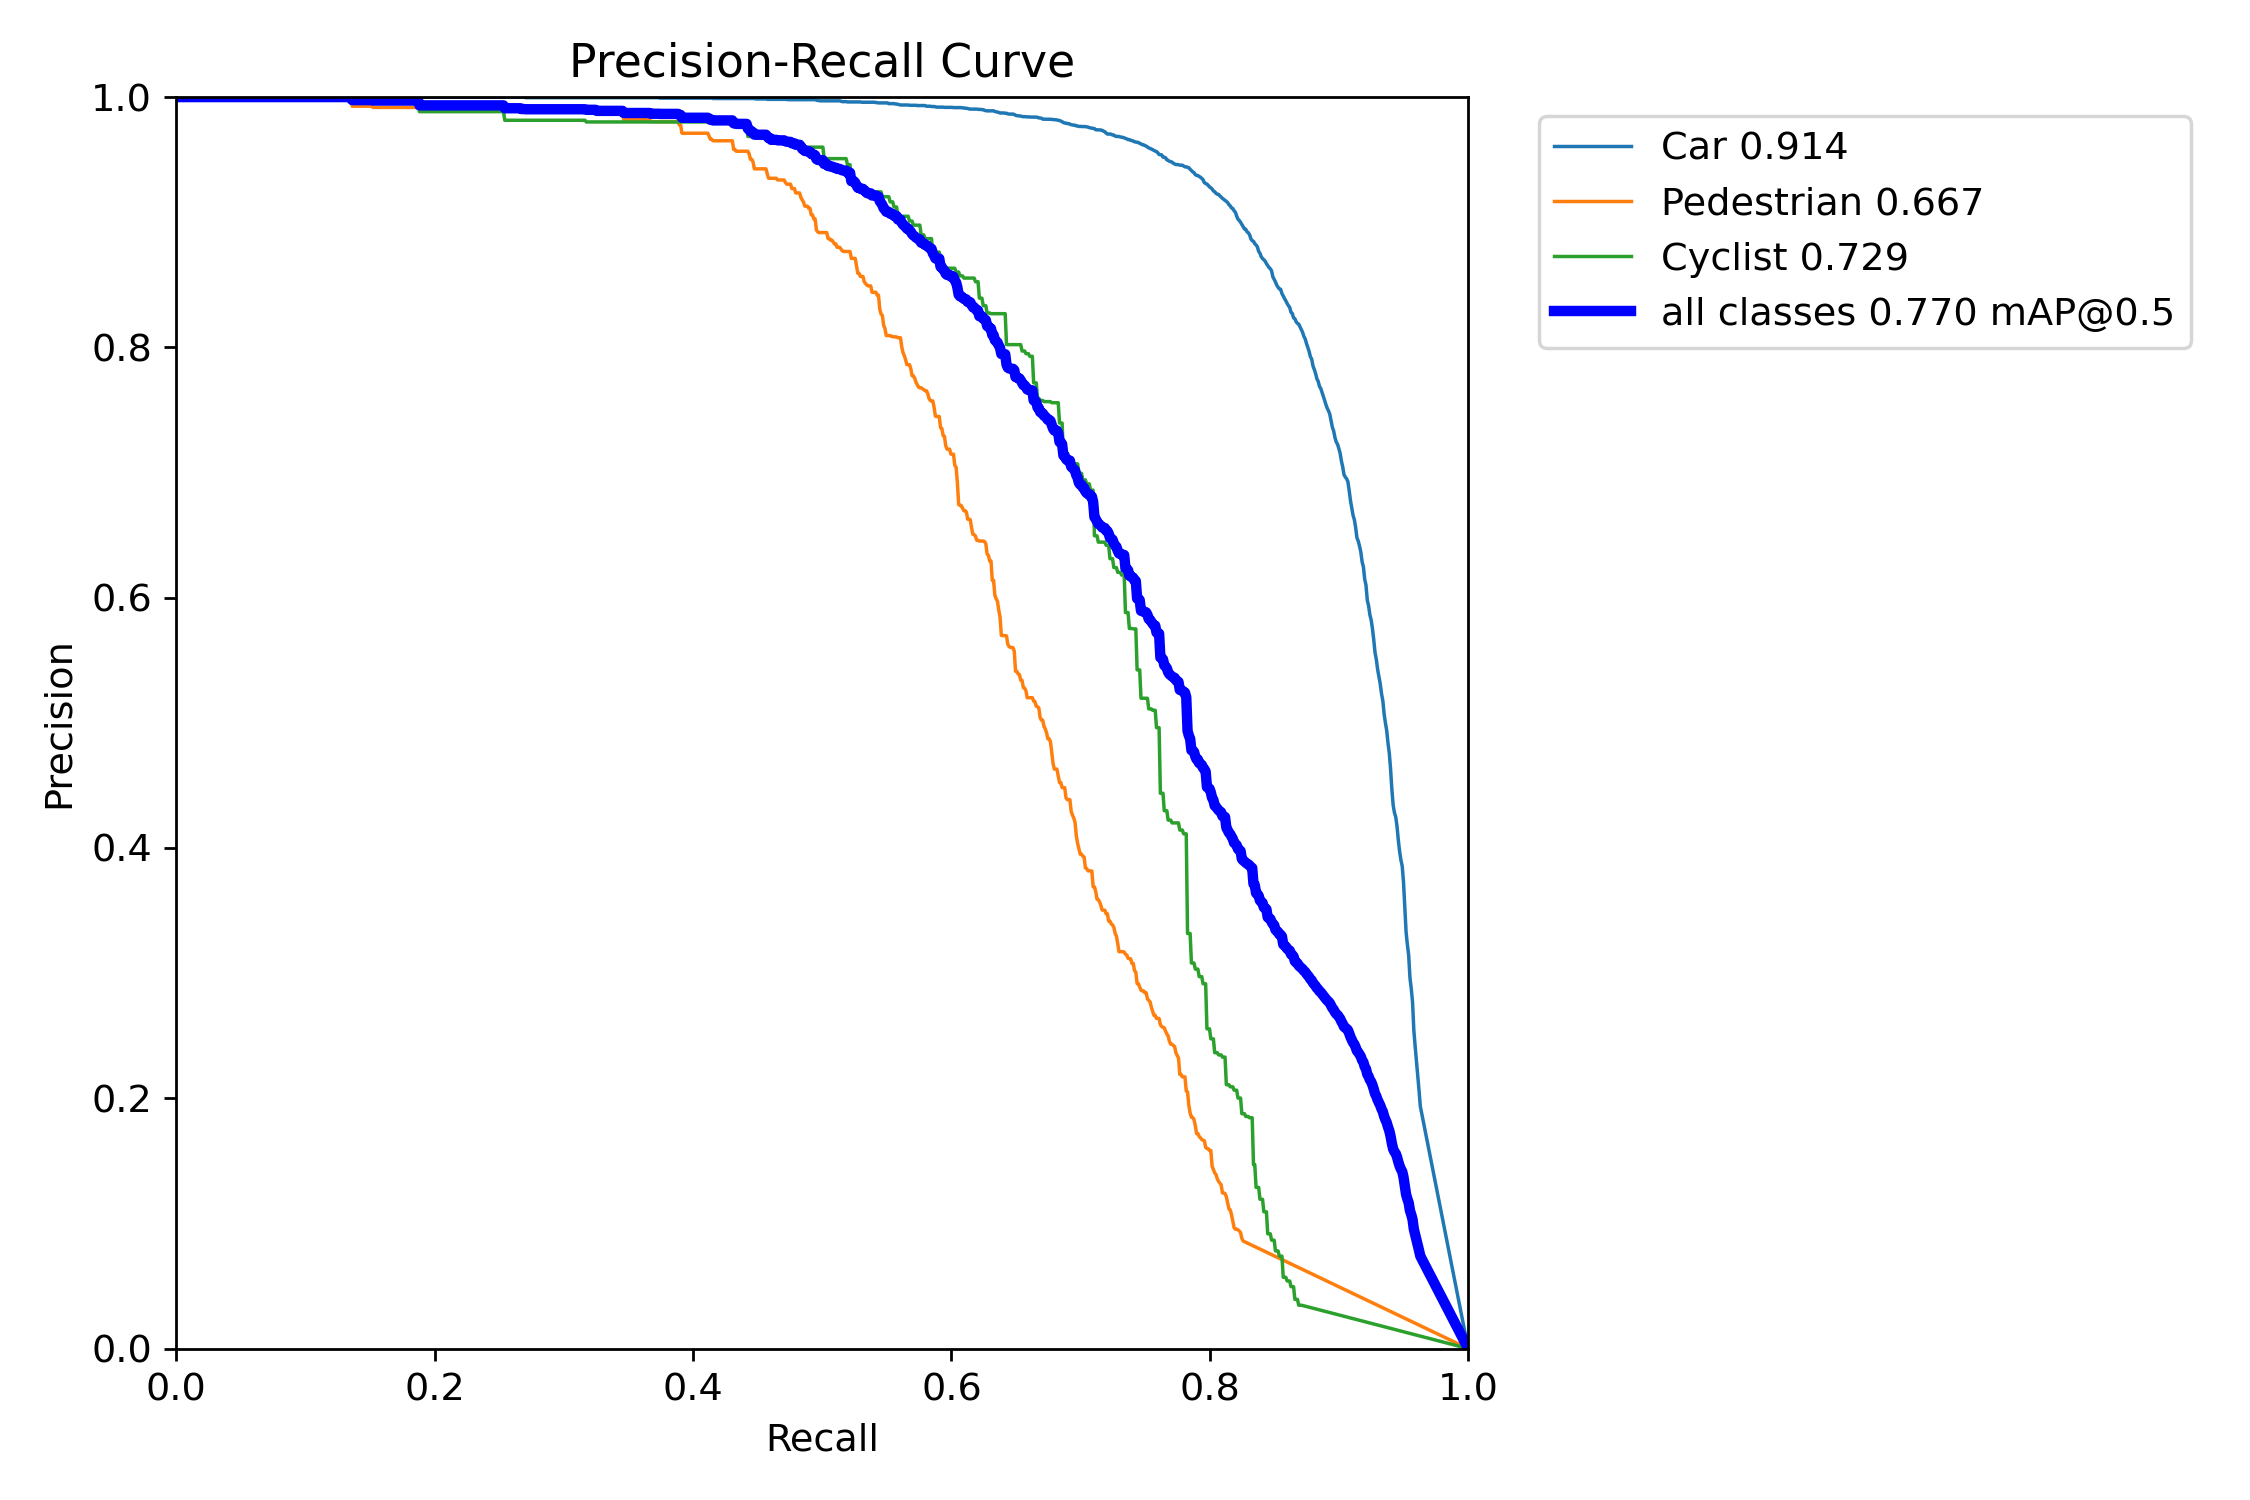 Precision-Recall Curve
1.0
0.8
0.6
0.4
0.2
0.0
Precision
0.0 0.2 0.4 0.6 0.8 1.0
Recall
Car 0.914
Pedestrian 0.667
Cyclist 0.729
all classes 0.770 mAP@0.5